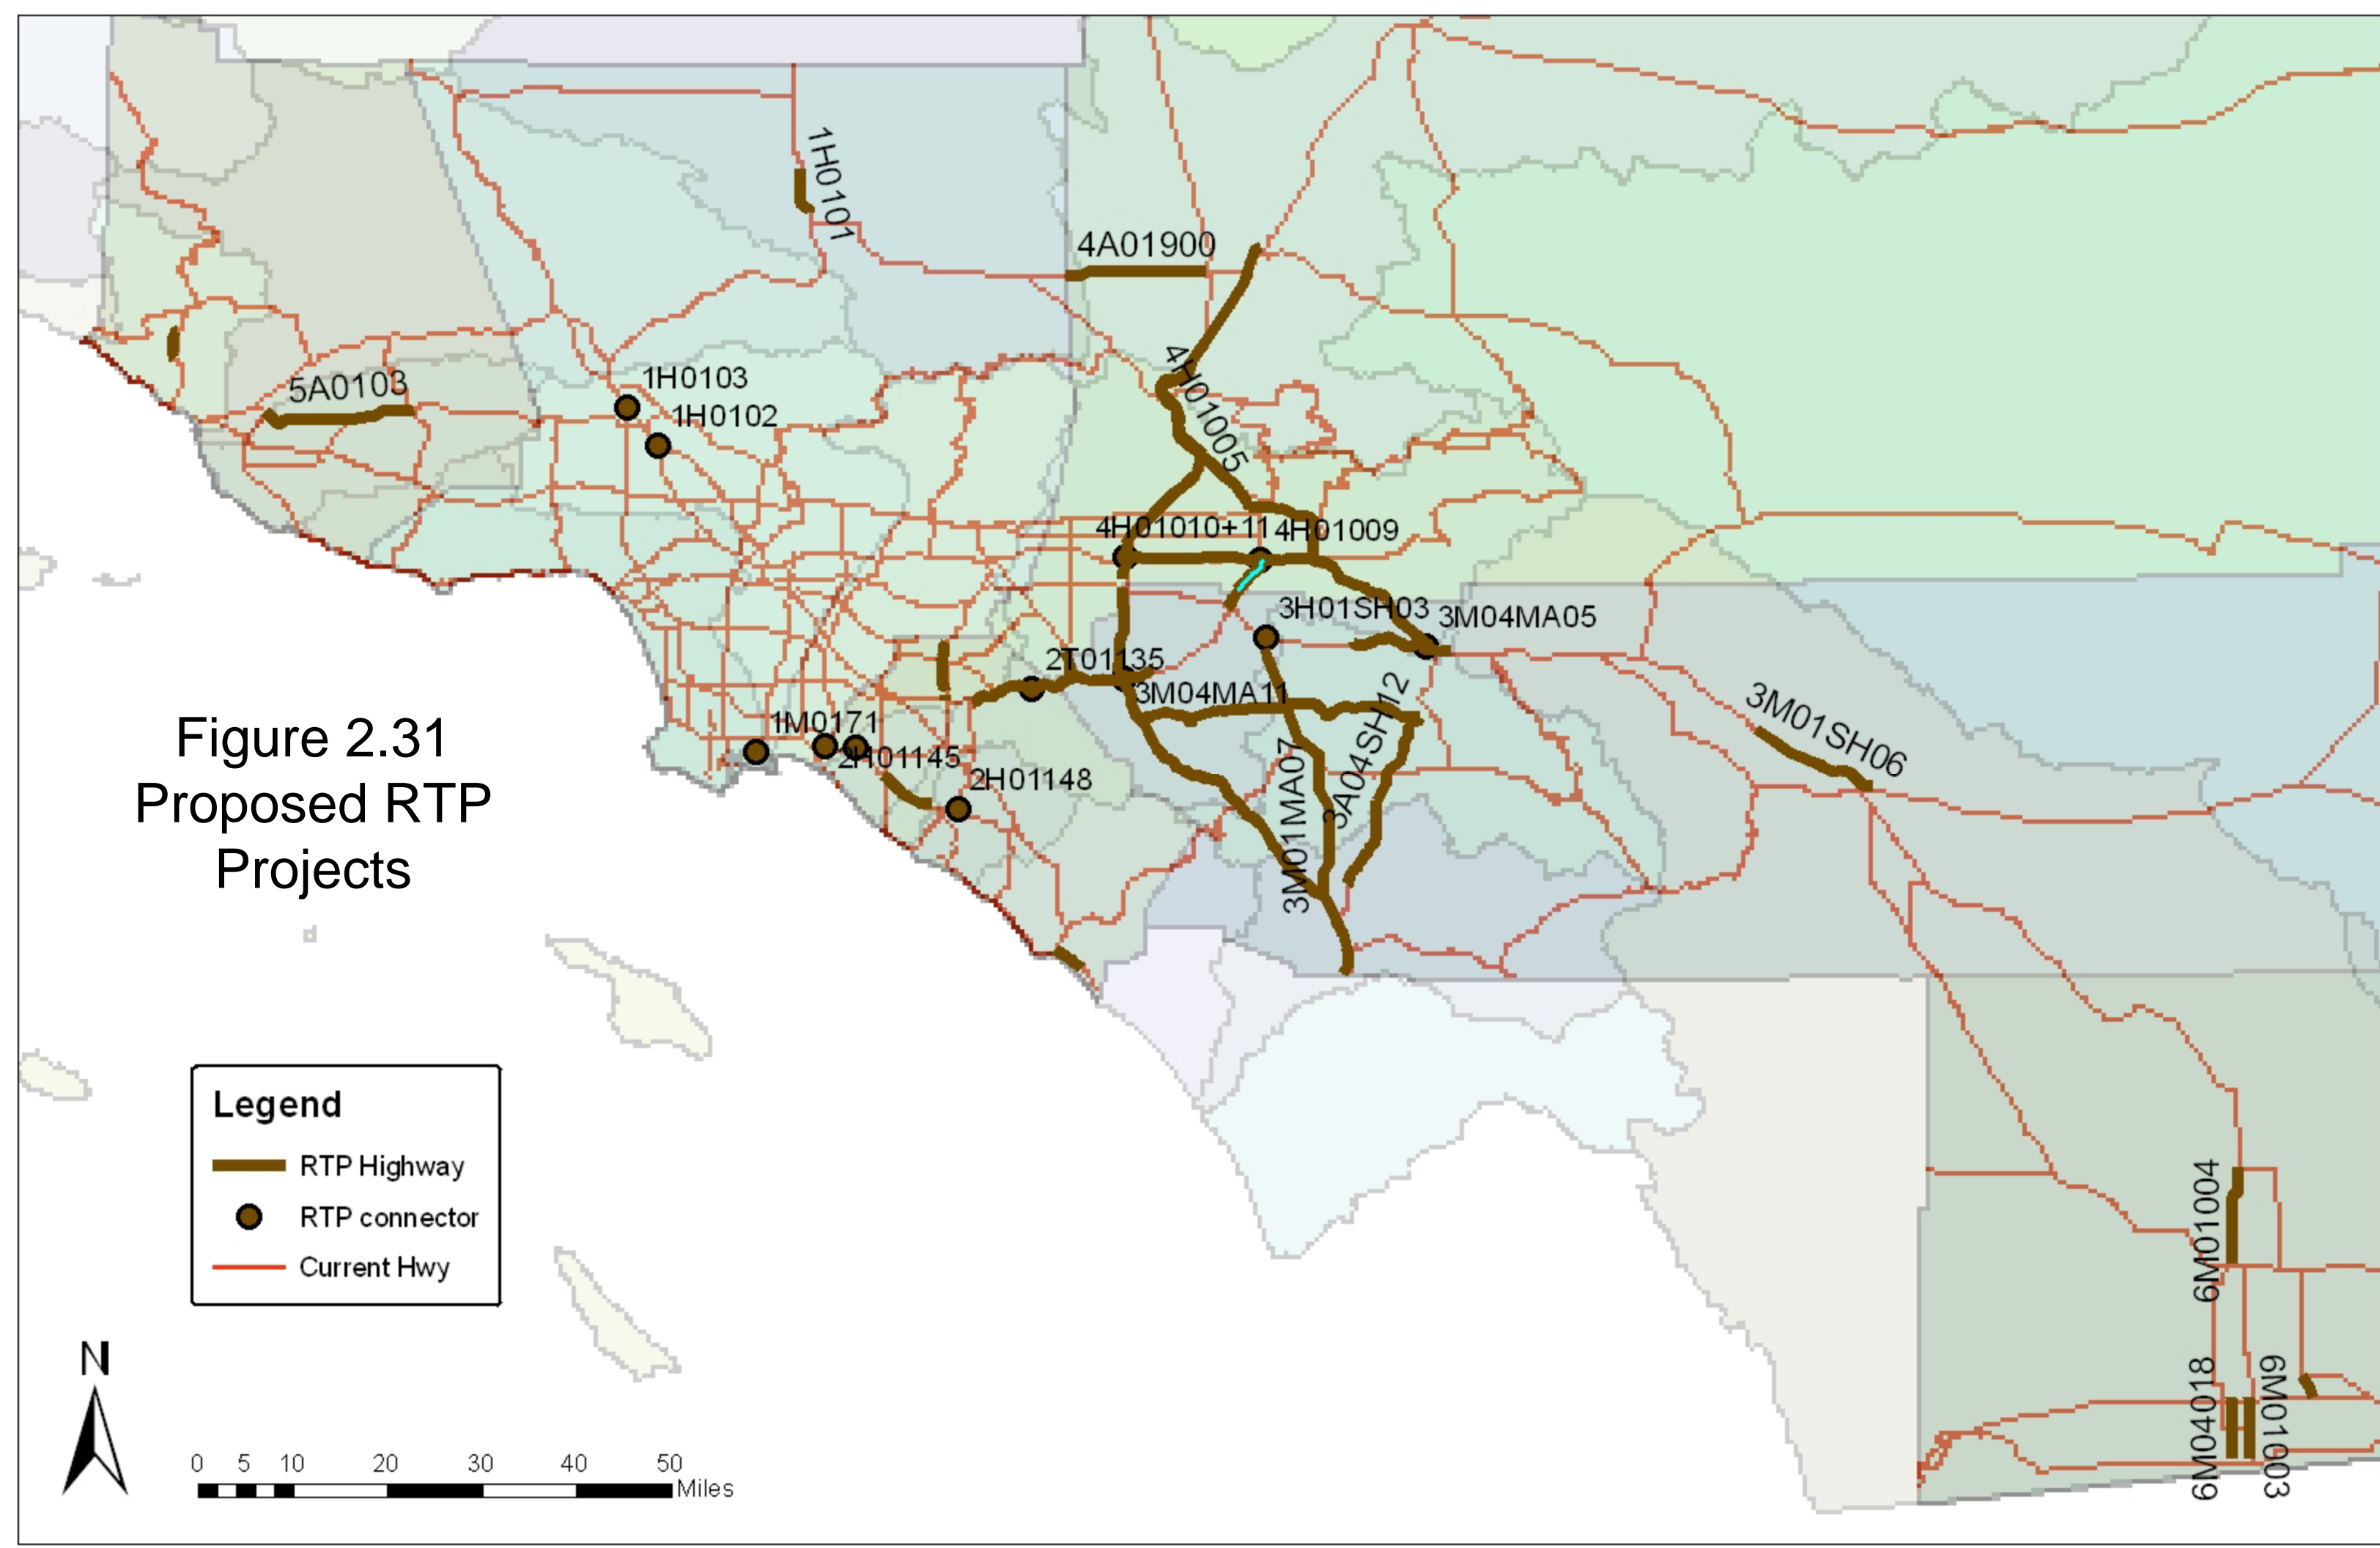 1H0101
4A01900
4H01005
5A0103
1H0103
1H0102
4H01010+11
4H01009
3H01SH03
3M04MA05
2T01135
3M04MA11
3A04SH12
3M01MA07
3M01SH06
1M0171
2H01145
2H01148
Figure 2.31
Proposed RTP
Projects
Legend
RTP Highway
RTP connector
Current Hwy
N
0 5 10 20 30 40 50
Miles
6M01004
6M04018
6M01003